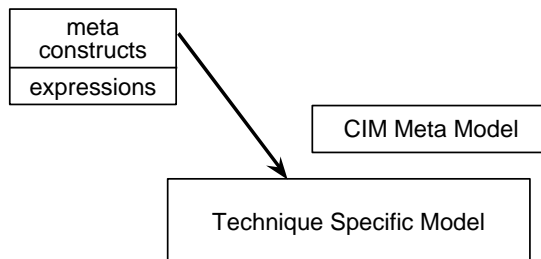 meta
constructs
expressions
CIM Meta Model
Technique Specific Model